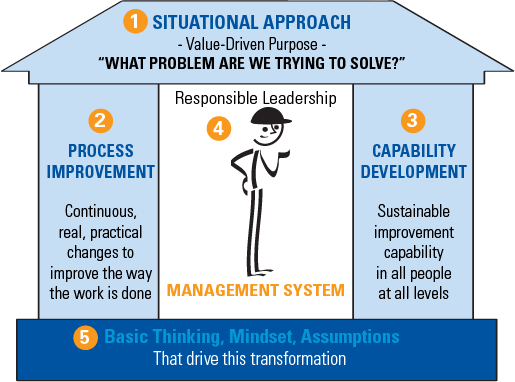 1 SITUATIONAL APPROACH
- Value-Driven Purpose -
“WHAT PROBLEM ARE WE TRYING TO SOLVE?”
2
PROCESS
IMPROVEMENT
Continuous,
real, practical
changes to
improve the way
the work is done
Responsible Leadership
4
MANAGEMENT SYSTEM
3
CAPABILITY
DEVELOPMENT
Sustainable
improvement
capability
in all people
at all levels
5 Basic Thinking, Mindset, Assumptions
That drive this transformation